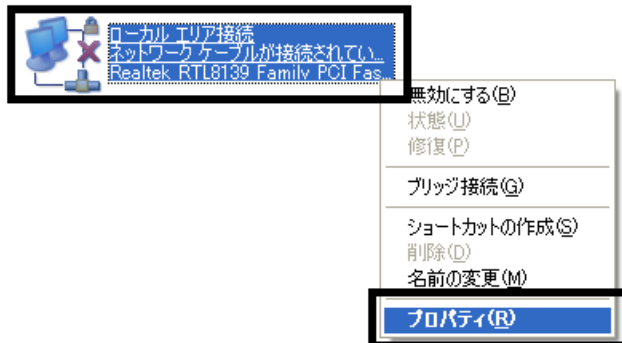 ローカル エリア接続
ネットワーク ケーブルが接続されてい...
Realtek RTL8139 Family PCI Fas...
無効にする(B)
状態(U)
修復(P)
ブリッジ接続(G)
ショートカットの作成(S)
削除(D)
名前の変更(M)
プロパティ(R)